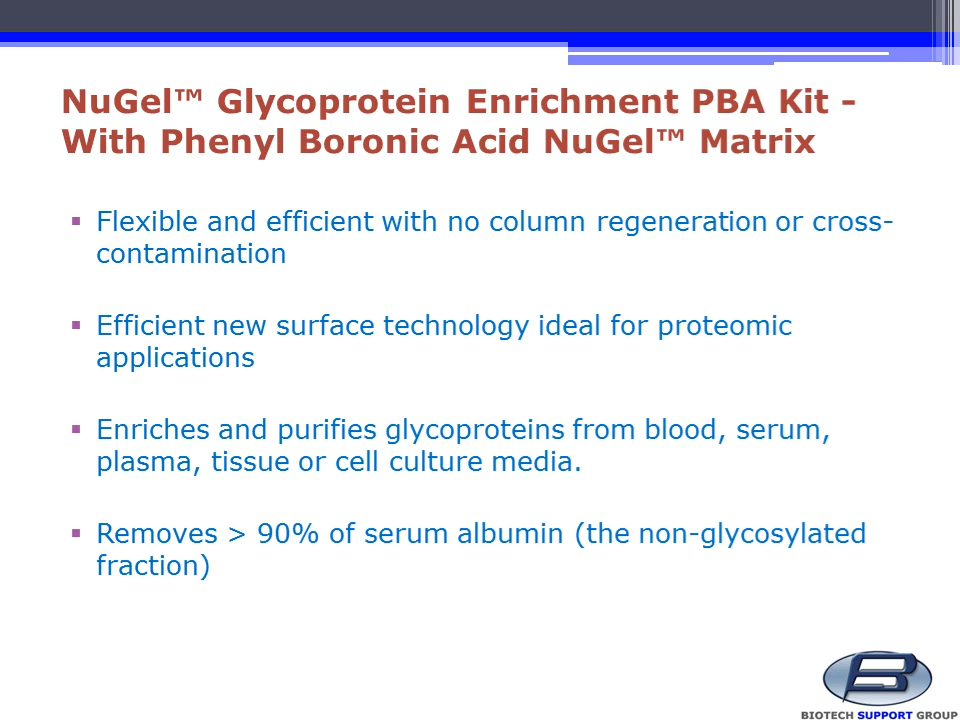 NuGel™ Glycoprotein Enrichment PBA Kit -
With Phenyl Boronic Acid NuGel™ Matrix
▪ Flexible and efficient with no column regeneration or cross-
contamination
▪ Efficient new surface technology ideal for proteomic
applications
▪ Enriches and purifies glycoproteins from blood, serum,
plasma, tissue or cell culture media.
▪ Removes > 90% of serum albumin (the non-glycosylated
fraction)
B
BIOTECH SUPPORT GROUP